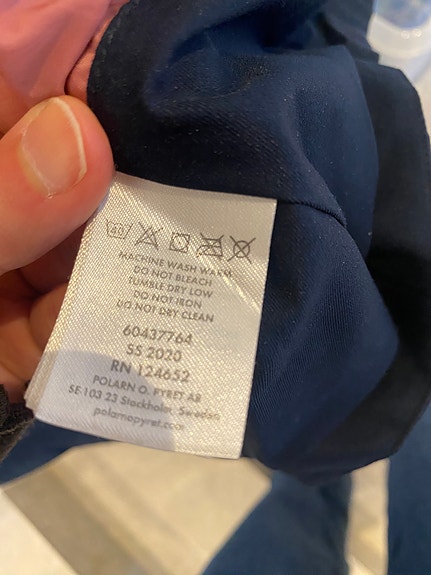 40
MACHINE WASH WARM
DO NOT BLEACH
TUMBLE DRY LOW
DO NOT IRON
DO NOT DRY CLEAN
60437764
SS 2020
RN 124652
POLARN O. PYRET AB
SE-103 23 Stockholm, Sweden
polarnopyret.com